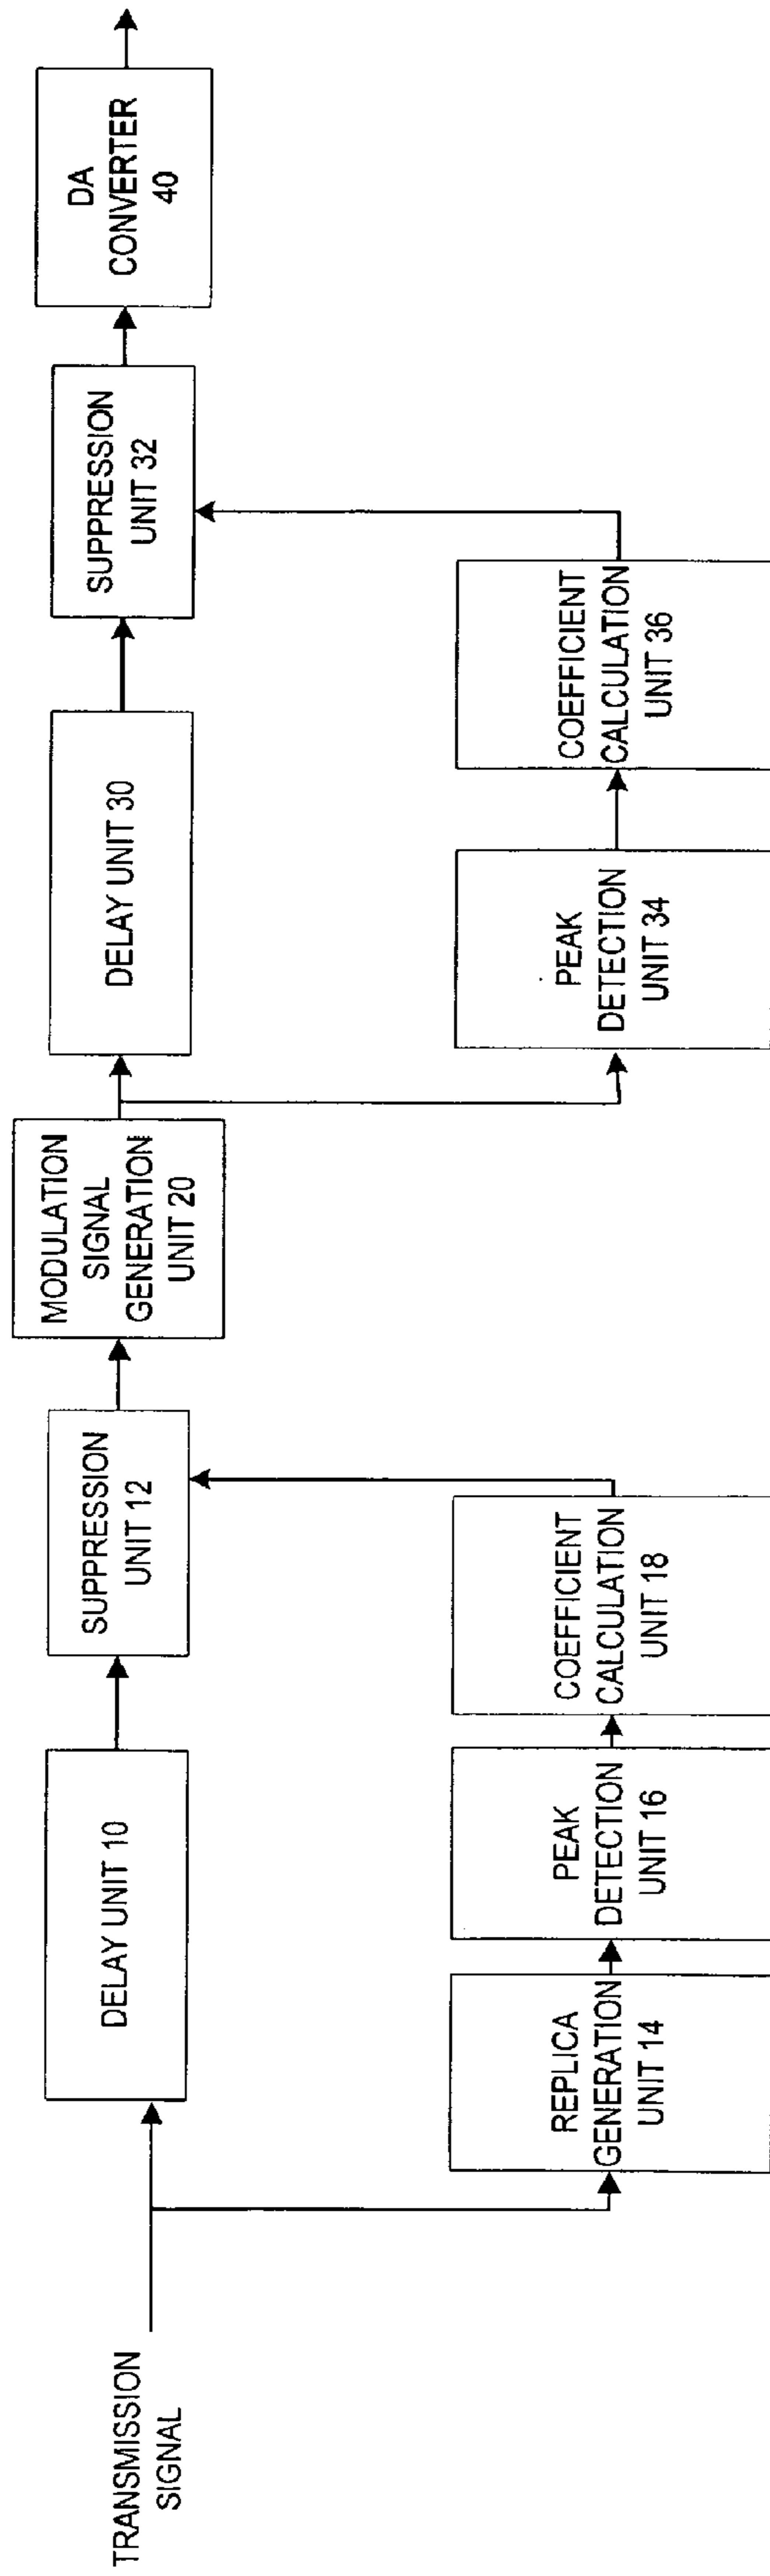 TRANSMISSION
SIGNAL
DELAY UNIT 10
SUPPRESSION
UNIT 12
REPLICA
GENERATION
UNIT 14
PEAK
DETECTION
UNIT 16
COEFFICIENT
CALCULATION
UNIT 18
MODULATION
SIGNAL
GENERATION
UNIT 20
DELAY UNIT 30
SUPPRESSION
UNIT 32
PEAK
DETECTION
UNIT 34
COEFFICIENT
CALCULATION
UNIT 36
DA
CONVERTER
40